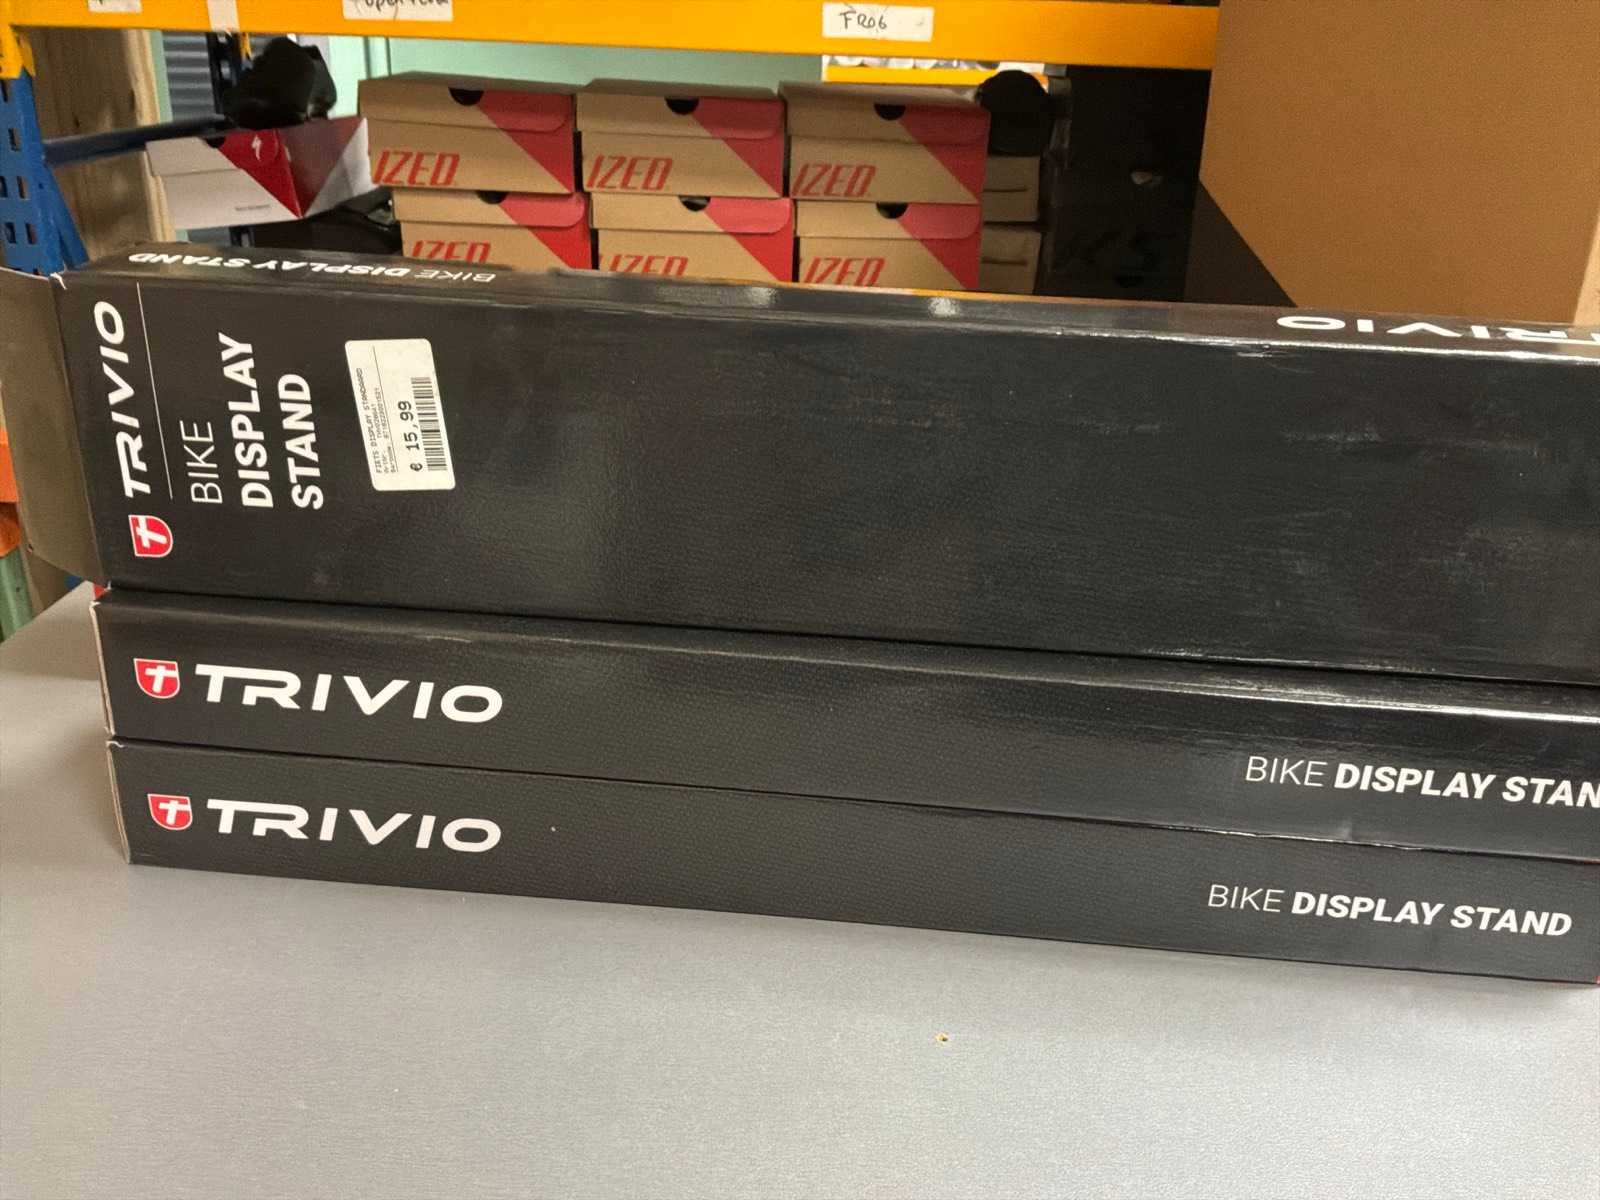 FR06
IZED
IZED
IZED
IZED
IZED
IZED
BIKE DISPLAY STAND
TRIVIO
TRIVIO
BIKE
DISPLAY
STAND
FIETS DISPLAY STANDAARD
€ 15,99
TRIVIO
BIKE DISPLAY STAN
TRIVIO
BIKE DISPLAY STAND